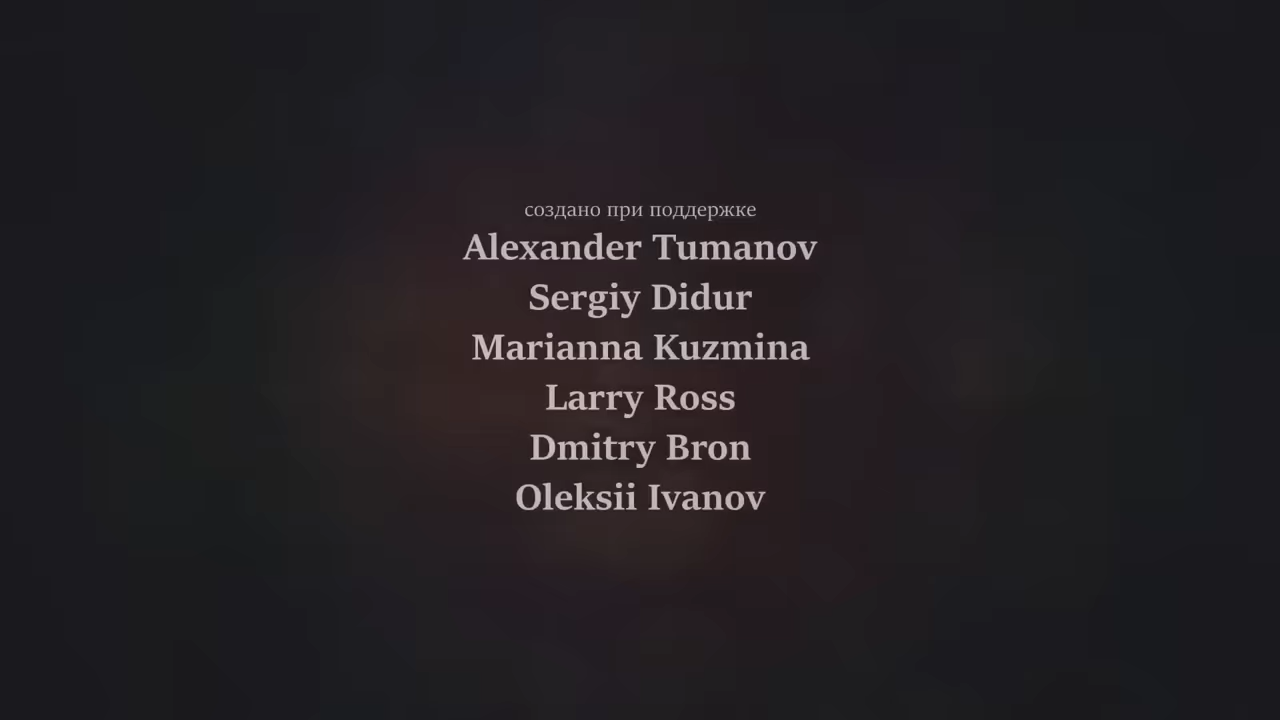 создано при поддержке
Alexander Tumanov
Sergiy Didur
Marianna Kuzmina
Larry Ross
Dmitry Bron
Oleksii Ivanov